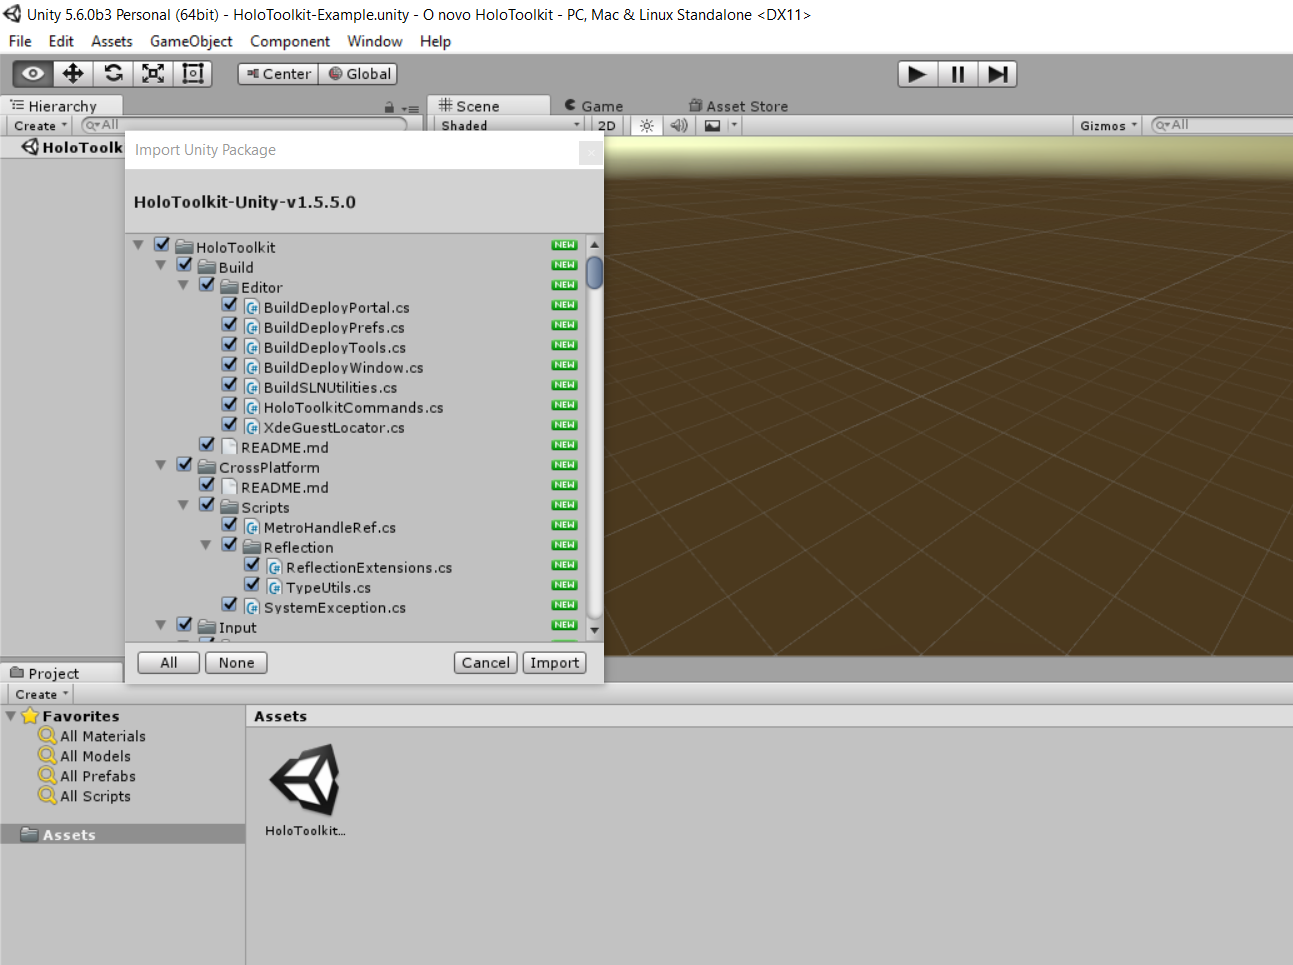 Unity 5.6.0b3 Personal (64bit) - HoloToolkit-Example.unity - O novo HoloToolkit - PC, Mac & Linux Standalone <DX11>
File Edit Assets GameObject Component Window Help
Center Global
Hierarchy Scene Game Asset Store
Create All Shaded 2D Gizmos All
HoloToolk
Import Unity Package
HoloToolkit-Unity-v1.5.5.0
HoloToolkit NEW
Build NEW
Editor NEW
BuildDeployPortal.cs NEW
BuildDeployPrefs.cs NEW
BuildDeployTools.cs NEW
BuildDeployWindow.cs NEW
BuildSLNUtilities.cs NEW
HoloToolkitCommands.cs NEW
XdeGuestLocator.cs NEW
README.md NEW
CrossPlatform NEW
README.md NEW
Scripts NEW
MetroHandleRef.cs NEW
Reflection NEW
ReflectionExtensions.cs NEW
TypeUtils.cs NEW
SystemException.cs NEW
Input NEW
All None Cancel Import
Project
Create
Favorites
All Materials
All Models
All Prefabs
All Scripts
Assets
Assets
HoloToolkit...